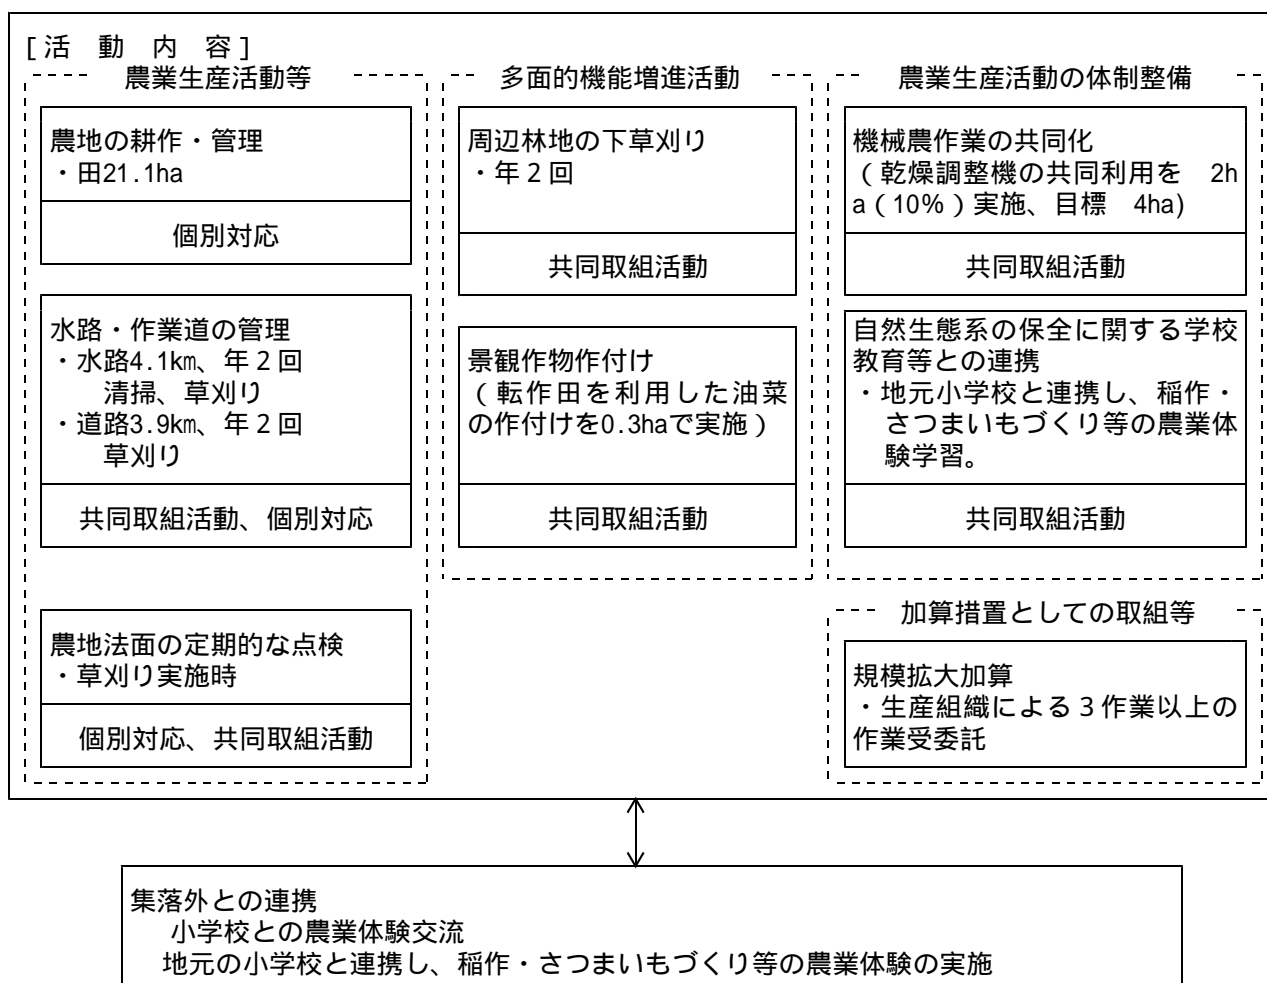 [活　動　内　容]
農業生産活動等
農地の耕作・管理
・田21.1ha
個別対応
水路・作業道の管理
・水路4.1km、年２回
清掃、草刈り
・道路3.9km、年２回
草刈り
共同取組活動、個別対応
農地法面の定期的な点検
・草刈り実施時
個別対応、共同取組活動
多面的機能増進活動
周辺林地の下草刈り
・年２回
共同取組活動
景観作物作付け
（転作田を利用した油菜
の作付けを0.3haで実施）
共同取組活動
農業生産活動の体制整備
機械農作業の共同化
（乾燥調整機の共同利用を　2h
a（10％）実施、目標　4ha)
共同取組活動
自然生態系の保全に関する学校
教育等との連携
・地元小学校と連携し、稲作・
さつまいもづくり等の農業体
験学習。
共同取組活動
加算措置としての取組等
規模拡大加算
・生産組織による３作業以上の
作業受委託
集落外との連携
小学校との農業体験交流
地元の小学校と連携し、稲作・さつまいもづくり等の農業体験の実施